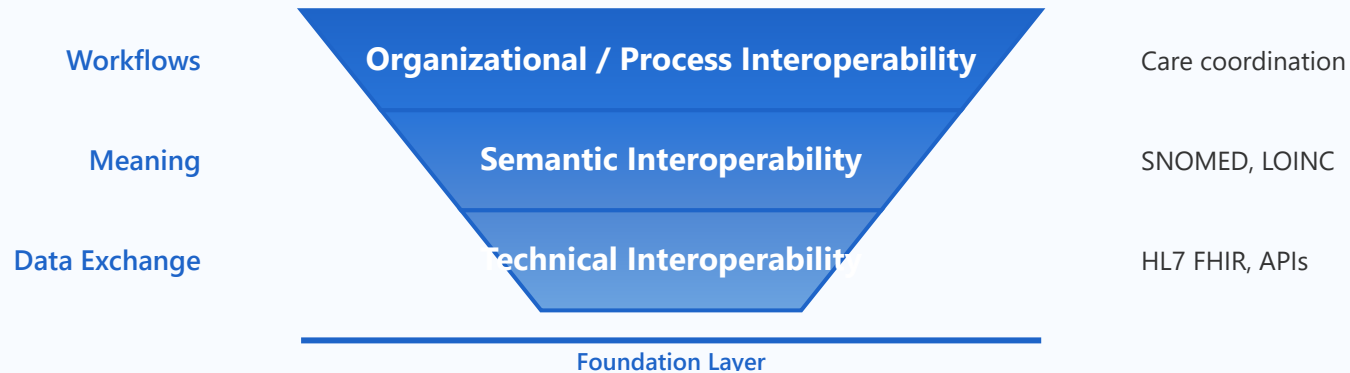 Workflows Organizational / Process Interoperability Care coordination
Meaning Semantic Interoperability SNOMED, LOINC
Data Exchange Technical Interoperability HL7 FHIR, APIs
Foundation Layer